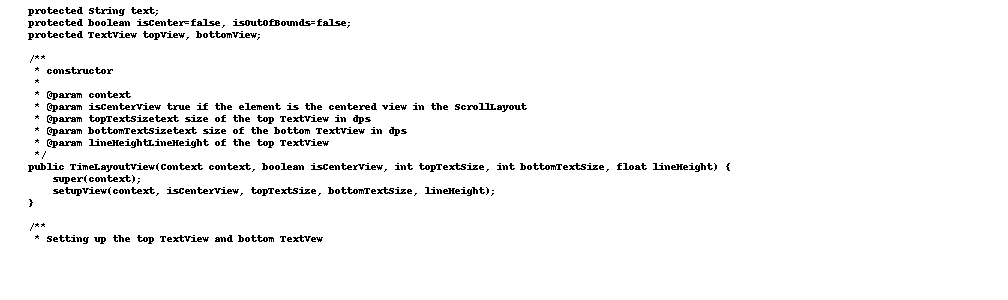 protected String text;
protected boolean isCenter=false, isOutOfBounds=false;
protected TextView topView, bottomView;
/**
* constructor
*
* @param context
* @param isCenterView true if the element is the centered view in the ScrollLayout
* @param topTextSizetext size of the top TextView in dps
* @param bottomTextSizetext size of the bottom TextView in dps
* @param lineHeightLineHeight of the top TextView
*/
public TimeLayoutView(Context context, boolean isCenterView, int topTextSize, int bottomTextSize, float lineHeight) {
super(context);
setupView(context, isCenterView, topTextSize, bottomTextSize, lineHeight);
}
/**
* Setting up the top TextView and bottom TextVew